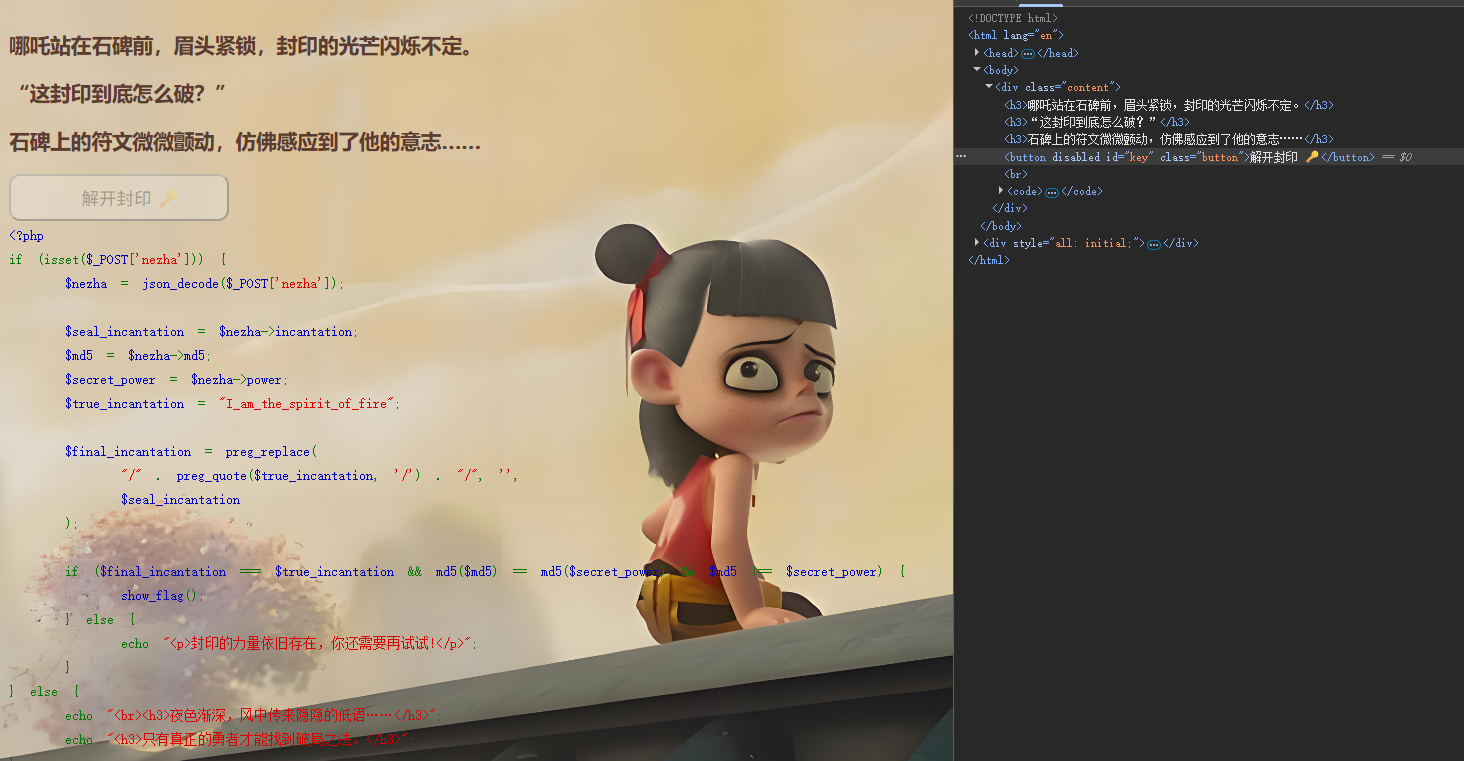 哪吒站在石碑前，眉头紧锁，封印的光芒闪烁不定。
“这封印到底怎么破？”
石碑上的符文微微颤动，仿佛感应到了他的意志……
解开封印 🔑
<?php
if (isset($_POST['nezha'])) {
$nezha = json_decode($_POST['nezha']);
$seal_incantation = $nezha->incantation;
$md5 = $nezha->md5;
$secret_power = $nezha->power;
$true_incantation = "I_am_the_spirit_of_fire";
$final_incantation = preg_replace(
"/" . preg_quote($true_incantation, '/') . "/", '',
$seal_incantation
);
if ($final_incantation === $true_incantation && md5($md5) == md5($secret_power) && $md5 !== $secret_power) {
show_flag();
} else {
echo "<p>封印的力量依旧存在，你还需要再试试!</p>";
}
} else {
echo "<br><h3>夜色渐深，风中传来隐隐的低语……</h3>";
echo "<h3>只有真正的勇者才能找到破局之法。</h3>";
<!DOCTYPE html>
<html lang="en">
<head>…</head>
<body>
<div class="content">
<h3>哪吒站在石碑前，眉头紧锁，封印的光芒闪烁不定。</h3>
<h3>“这封印到底怎么破？”</h3>
<h3>石碑上的符文微微颤动，仿佛感应到了他的意志……</h3>
<button disabled id="key" class="button">解开封印 🔑</button> == $0
<br>
<code>…</code>
</div>
</body>
<div style="all: initial;">…</div>
</html>